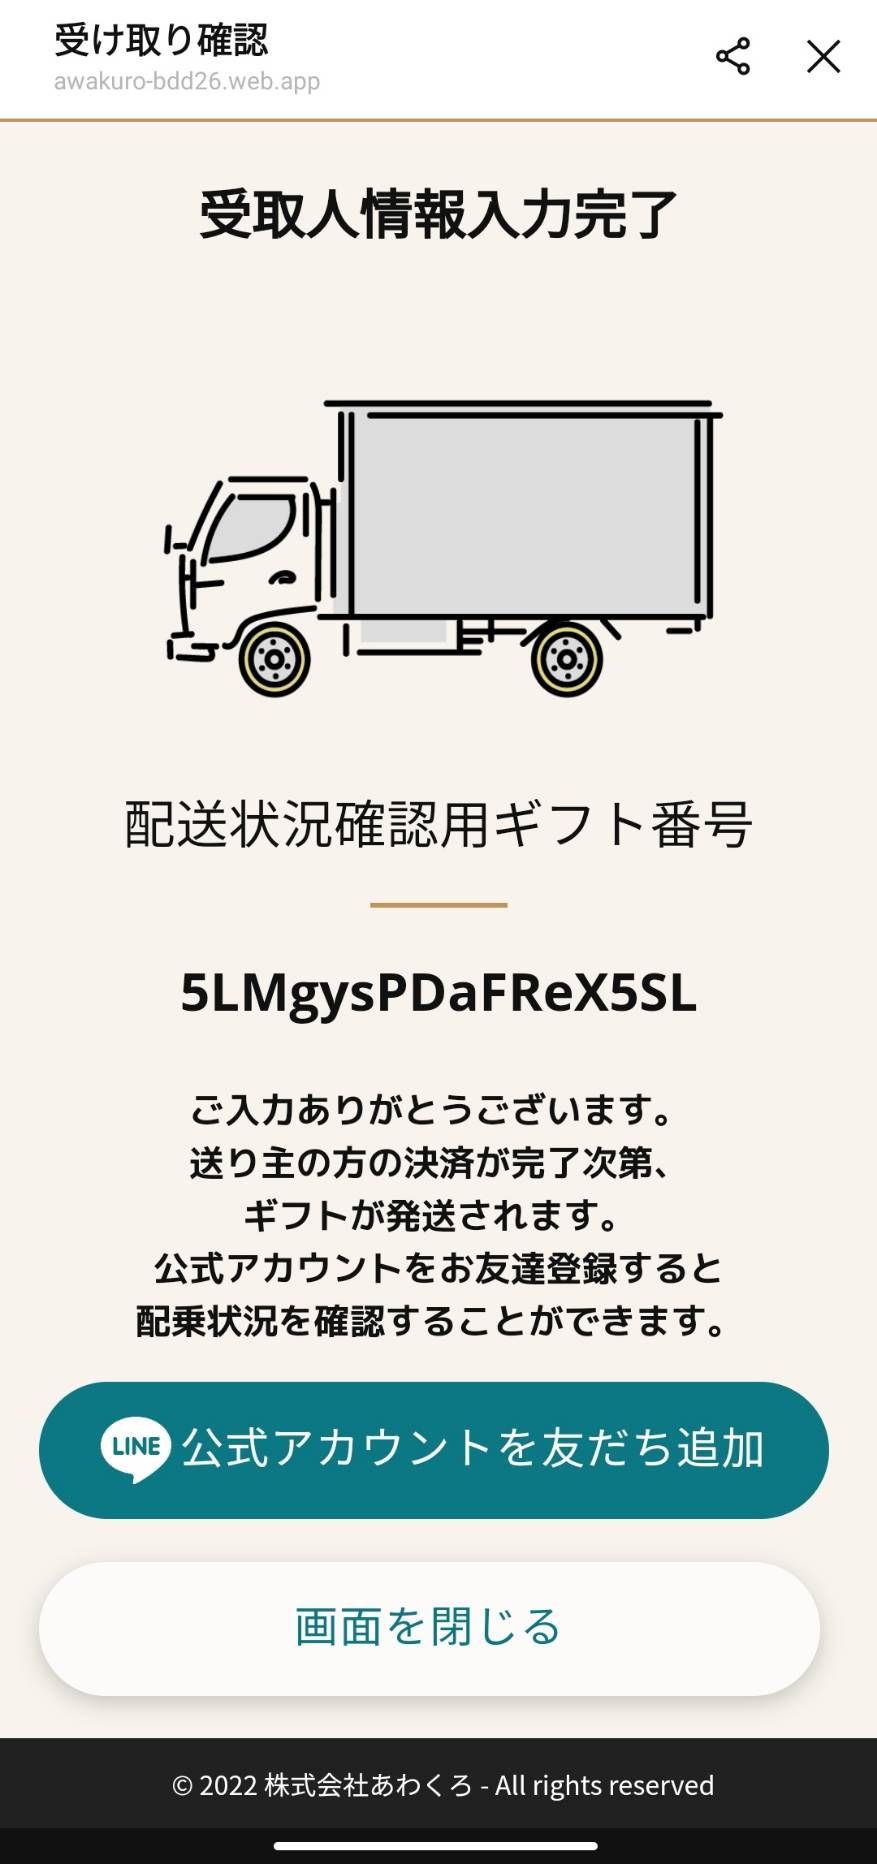 受け取り確認
awakuro-bdd26.web.app
受取人情報入力完了
配送状況確認用ギフト番号
5LMgysPDaFReX5SL
ご入力ありがとうございます。
送り主の方の決済が完了次第、
ギフトが発送されます。
公式アカウントをお友達登録すると
配乗状況を確認することができます。
LINE 公式アカウントを友だち追加
画面を閉じる
© 2022 株式会社あわくろ - All rights reserved